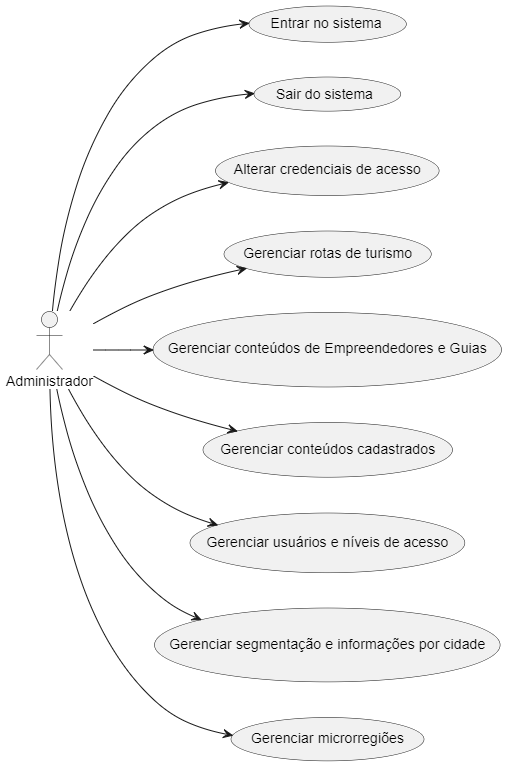 Entrar no sistema
Sair do sistema
Alterar credenciais de acesso
Gerenciar rotas de turismo
Gerenciar conteúdos de Empreendedores e Guias
Administrador
Gerenciar conteúdos cadastrados
Gerenciar usuários e níveis de acesso
Gerenciar segmentação e informações por cidade
Gerenciar microrregiões